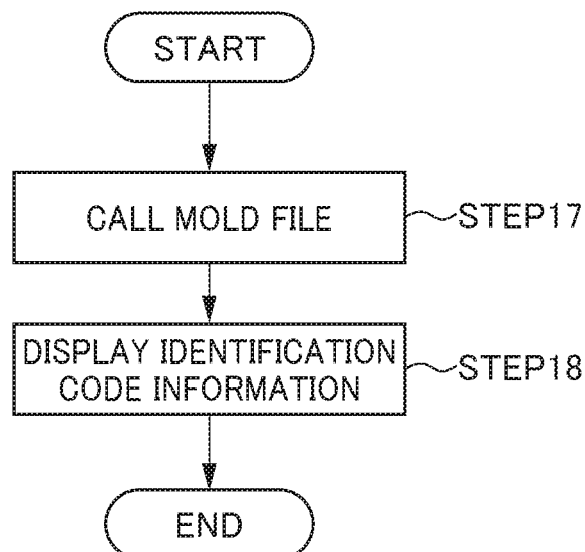 START
CALL MOLD FILE
STEP17
DISPLAY IDENTIFICATION
CODE INFORMATION
STEP18
END